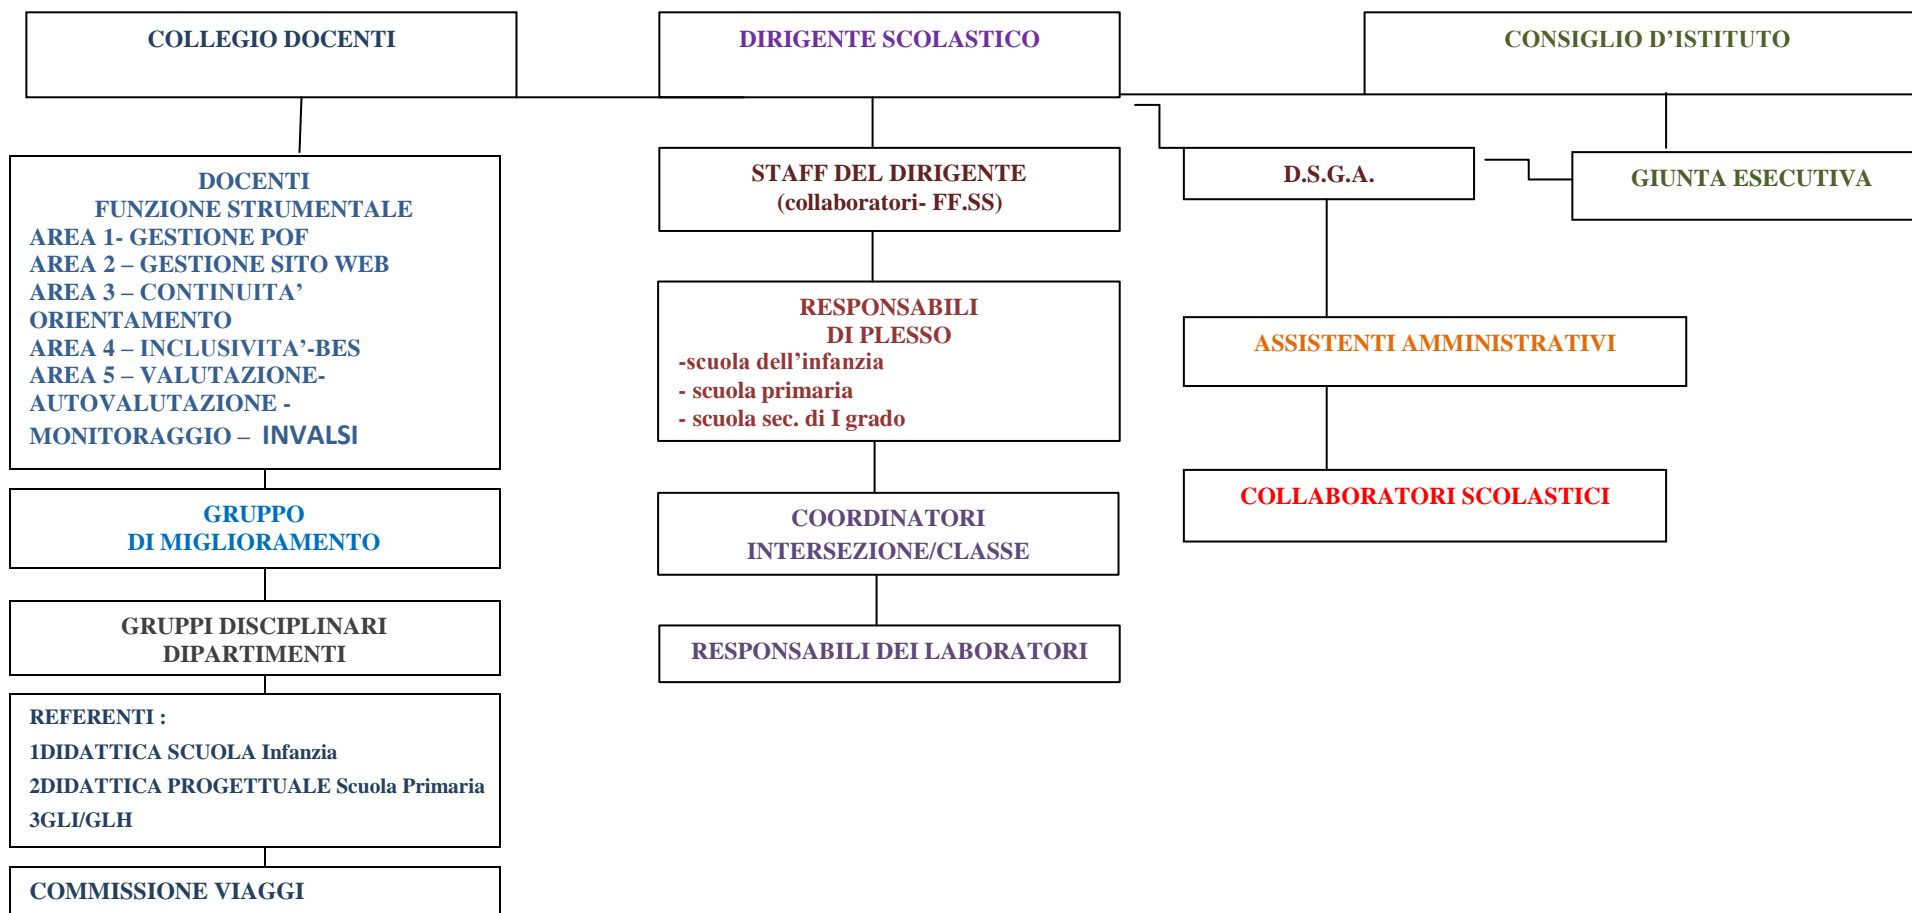 COLLEGIO DOCENTI
DIRIGENTE SCOLASTICO
CONSIGLIO D’ISTITUTO
DOCENTI
FUNZIONE STRUMENTALE
AREA 1- GESTIONE POF
AREA 2 – GESTIONE SITO WEB
AREA 3 – CONTINUITA’
ORIENTAMENTO
AREA 4 – INCLUSIVITA’-BES
AREA 5 – VALUTAZIONE-
AUTOVALUTAZIONE -
MONITORAGGIO – INVALSI
GRUPPO
DI MIGLIORAMENTO
GRUPPI DISCIPLINARI
DIPARTIMENTI
REFERENTI :
1DIDATTICA SCUOLA Infanzia
2DIDATTICA PROGETTUALE Scuola Primaria
3GLI/GLH
COMMISSIONE VIAGGI
STAFF DEL DIRIGENTE
(collaboratori- FF.SS)
RESPONSABILI
DI PLESSO
-scuola dell’infanzia
- scuola primaria
- scuola sec. di I grado
COORDINATORI
INTERSEZIONE/CLASSE
RESPONSABILI DEI LABORATORI
D.S.G.A.
GIUNTA ESECUTIVA
ASSISTENTI AMMINISTRATIVI
COLLABORATORI SCOLASTICI